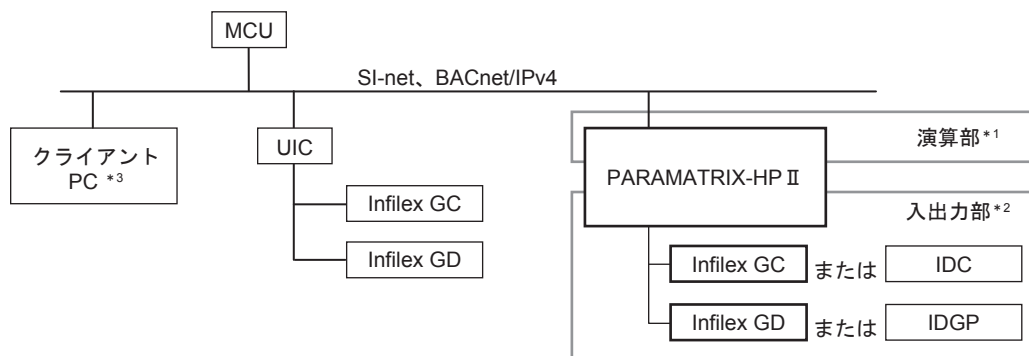 MCU
SI-net、BACnet/IPv4
クライアント
PC *3
UIC
Infilex GC
Infilex GD
演算部*1
PARAMATRIX-HPⅡ
入出力部*2
Infilex GC または IDC
Infilex GD または IDGP